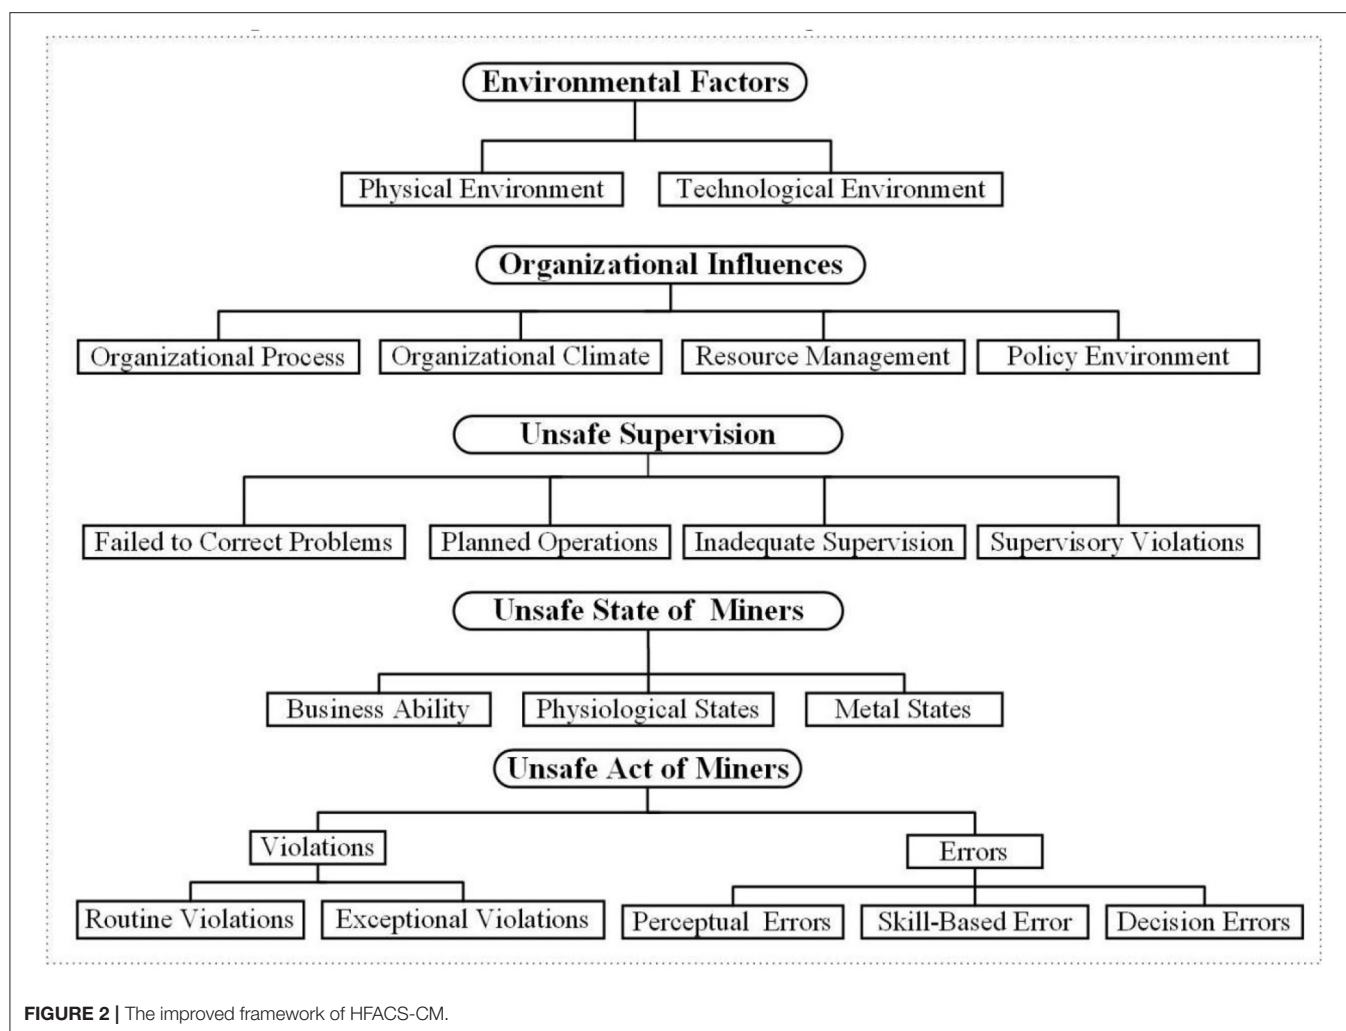 Environmental Factors
Physical Environment
Technological Environment
Organizational Influences
Organizational Process
Organizational Climate
Resource Management
Policy Environment
Unsafe Supervision
Failed to Correct Problems
Planned Operations
Inadequate Supervision
Supervisory Violations
Unsafe State of Miners
Business Ability
Physiological States
Metal States
Unsafe Act of Miners
Violations
Errors
Routine Violations
Exceptional Violations
Perceptual Errors
Skill-Based Error
Decision Errors
FIGURE 2 | The improved framework of HFACS-CM.